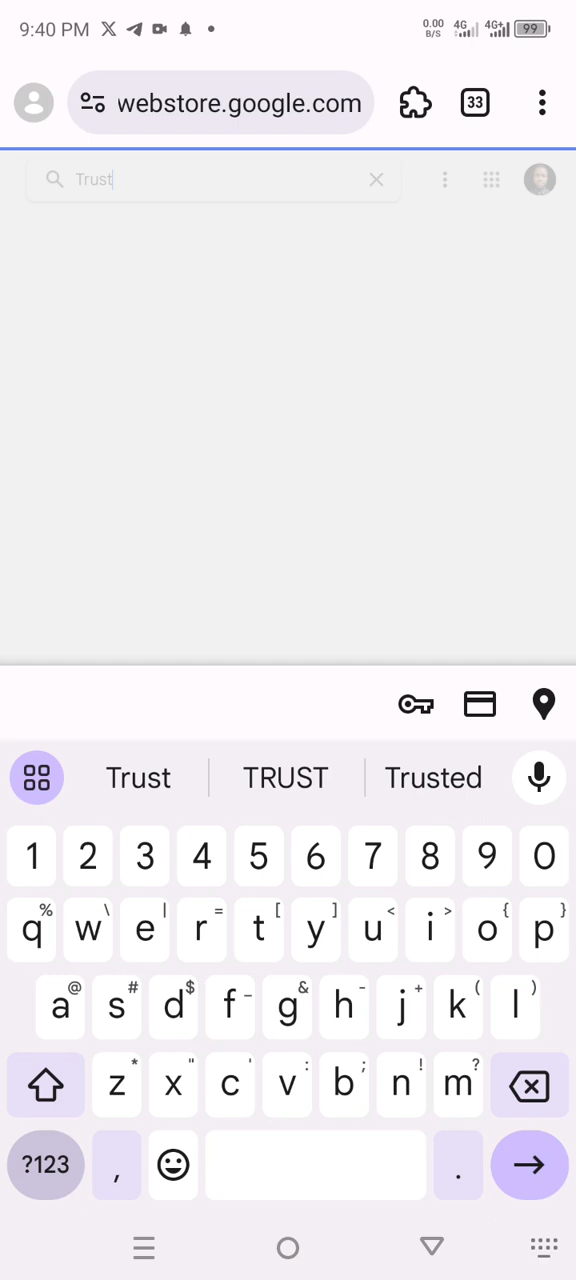 9:40 PM
0.00 B/S 4G 4G+ 99
webstore.google.com
33
Trust
Trust TRUST Trusted
1 2 3 4 5 6 7 8 9 0
q% w\ e| r= t[ y] u< i> o{ p}
a@ s# d$ f_ g& h- j+ k( l)
z* x" c' v: b; n! m?
?123 , .